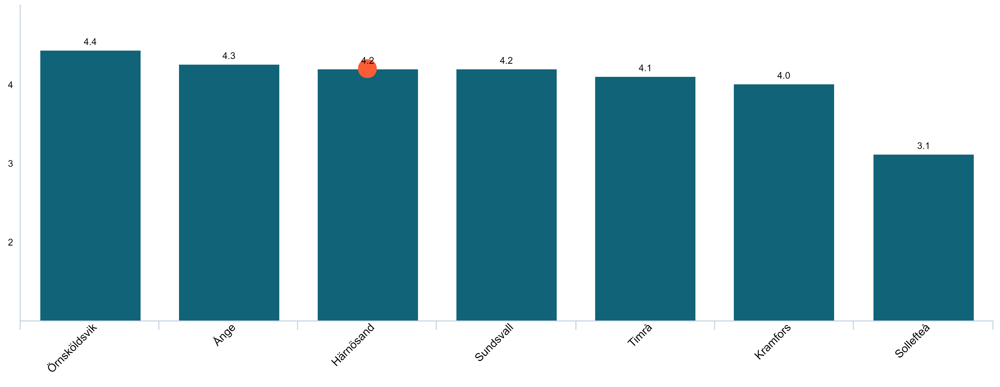 4.4
4.3
4.2
4.2
4.1
4.0
3.1
4
3
2
Örnsköldsvik
Ånge
Härnösand
Sundsvall
Timrå
Kramfors
Sollefteå